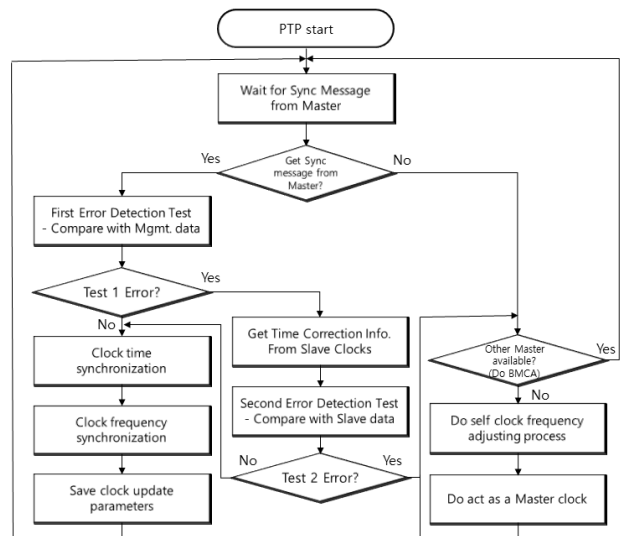 PTP start
Wait for Sync Message
from Master
Yes
Get Sync
message from
Master?
No
First Error Detection Test
- Compare with Mgmt. data
Test 1 Error?
Yes
No
Clock time
synchronization
Get Time Correction Info.
From Slave Clocks
Other Master
available?
(Do BMCA)
Yes
No
Clock frequency
synchronization
Second Error Detection Test
- Compare with Slave data
Do self clock frequency
adjusting process
No
Test 2 Error?
Yes
Save clock update
parameters
Do act as a Master clock